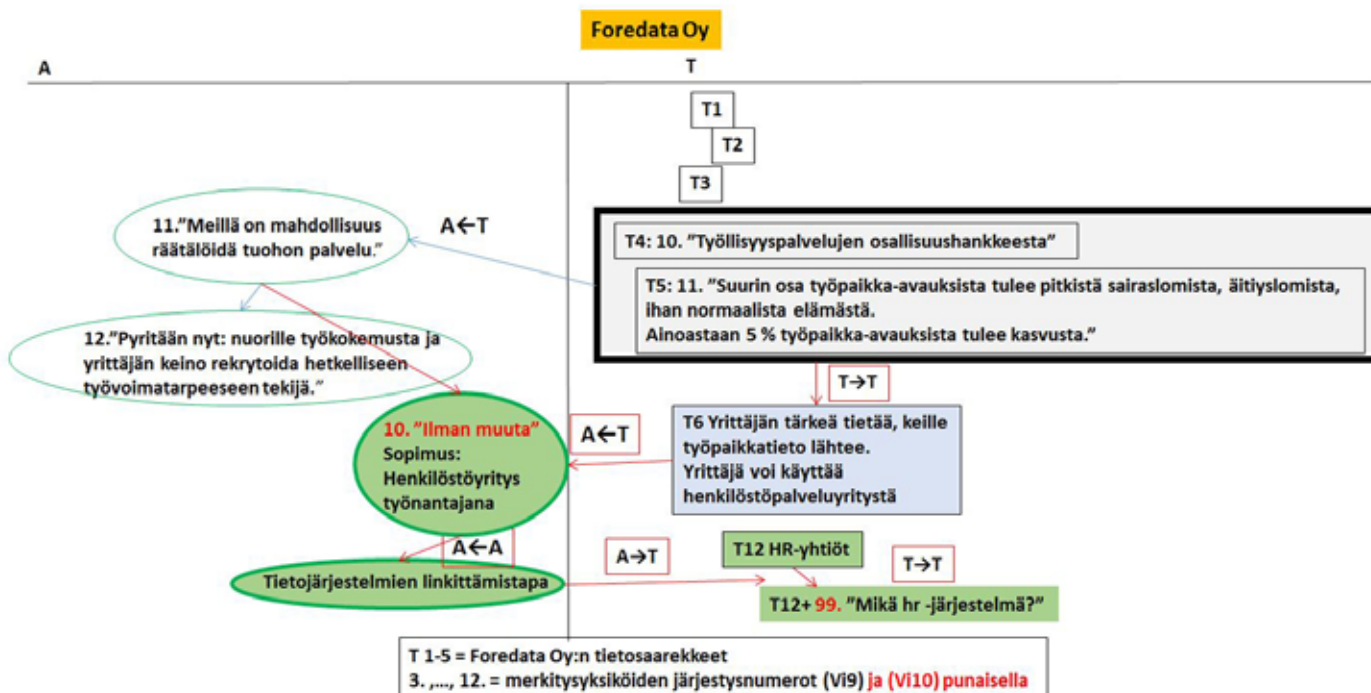 Foredata Oy
A
T
T1
T2
T3
11.”Meillä on mahdollisuus
räätälöidä tuohon palvelu.”
A←T
T4: 10. ”Työllisyyspalvelujen osallisuushankkeesta”
T5: 11. ”Suurin osa työpaikka-avauksista tulee pitkistä sairaslomista, äitiyslomista,
ihan normaalista elämästä.
Ainoastaan 5 % työpaikka-avauksista tulee kasvusta.”
12.”Pyritään nyt: nuorille työkokemusta ja
yrittäjän keino rekrytoida hetkelliseen
työvoimatarpeeseen tekijä.”
T→T
10. ”Ilman muuta”
Sopimus:
Henkilöstöyritys
työnantajana
A←T
T6 Yrittäjän tärkeä tietää, keille
työpaikkatieto lähtee.
Yrittäjä voi käyttää
henkilöstöpalveluyritystä
A←A
A→T
T12 HR-yhtiöt
T→T
Tietojärjestelmien linkittämistapa
T12+ 99. ”Mikä hr -järjestelmä?”
T 1-5 = Foredata Oy:n tietosaarekkeet
3. ,…, 12. = merkitysyksiköiden järjestysnumerot (Vi9) ja (Vi10) punaisella